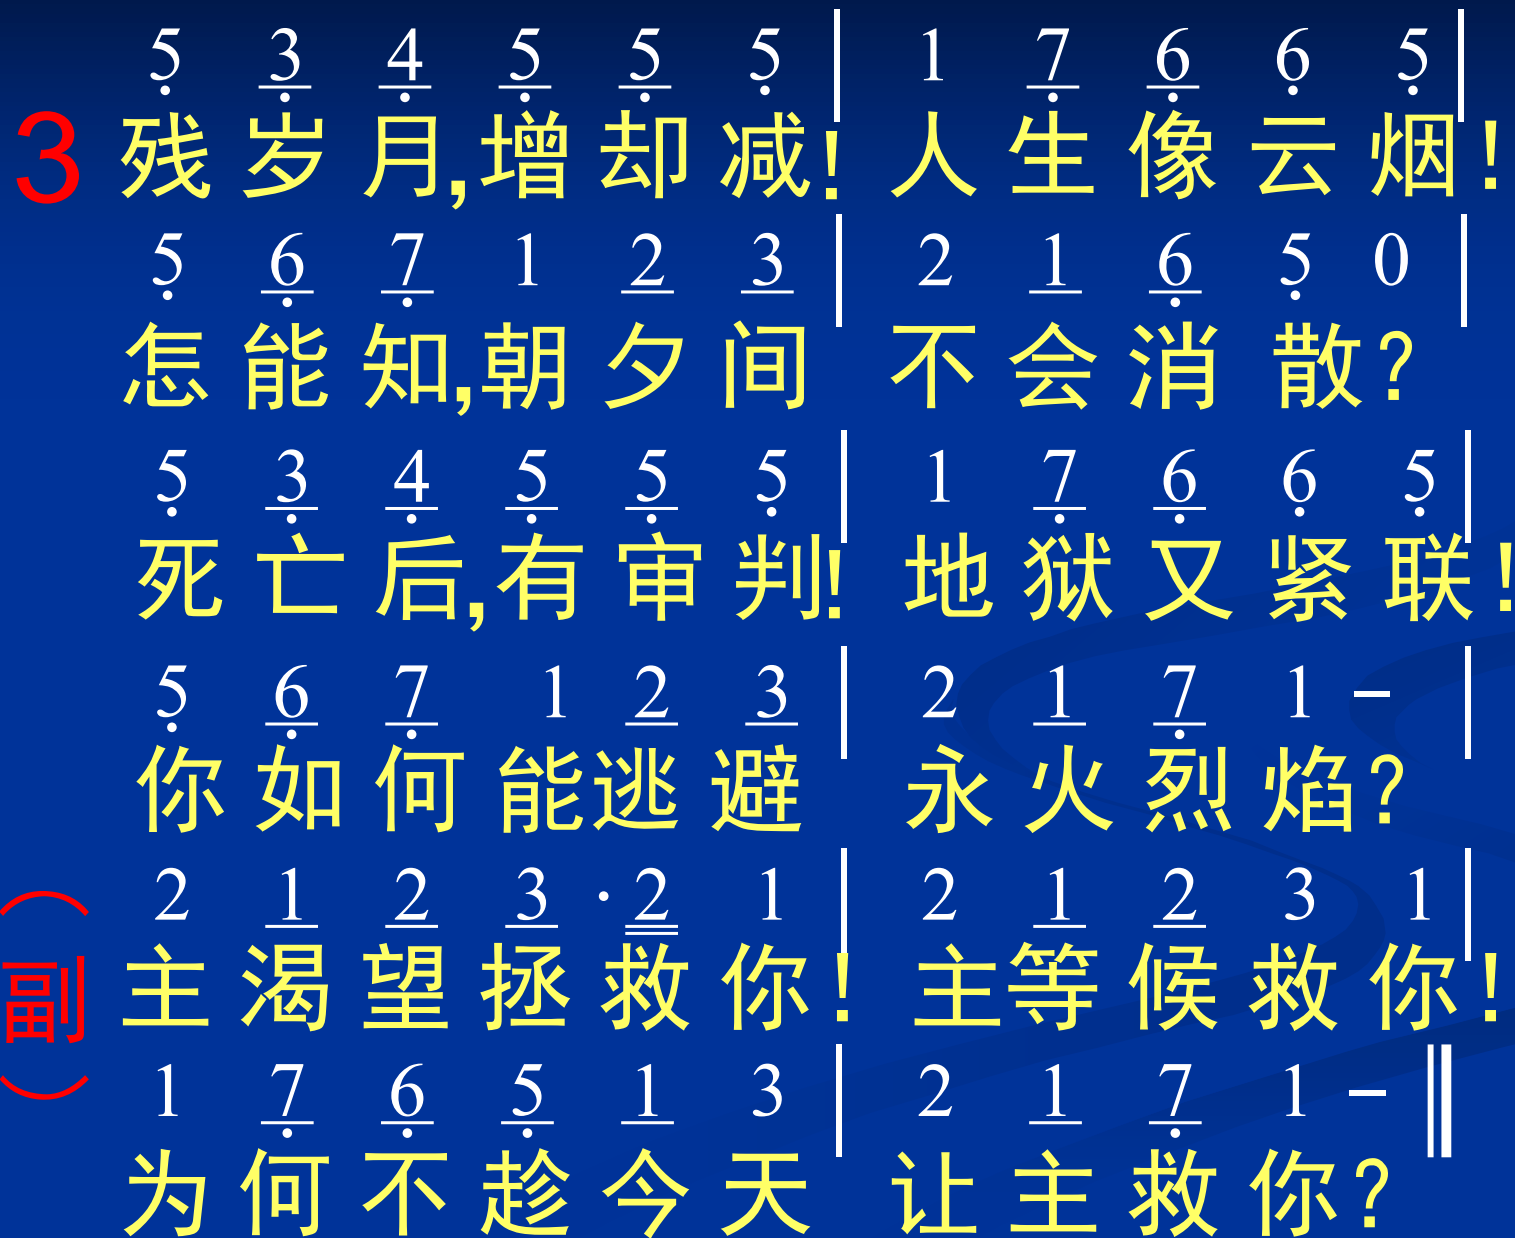 5̣ 3̣ 4̣ 5̣ 5̣ 5̣ | 1 7̣ 6̣ 6̣ 5̣ |
3 残岁月,增却减! 人生像云烟!
5̣ 6̣ 7̣ 1 2 3 | 2 1 6̣ 5̣ 0 |
怎能知,朝夕间 不会消散?
5̣ 3̣ 4̣ 5̣ 5̣ 5̣ | 1 7̣ 6̣ 6̣ 5̣ |
死亡后,有审判! 地狱又紧联!
5̣ 6̣ 7̣ 1 2 3 | 2 1 7̣ 1 – |
你如何能逃避 永火烈焰?
2 1 2 3 · 2 1 | 2 1 2 3 1 |
(副) 主渴望拯救你! 主等候救你!
1 7̣ 6̣ 5̣ 1 3 | 2 1 7̣ 1 – ‖
为何不趁今天 让主救你?